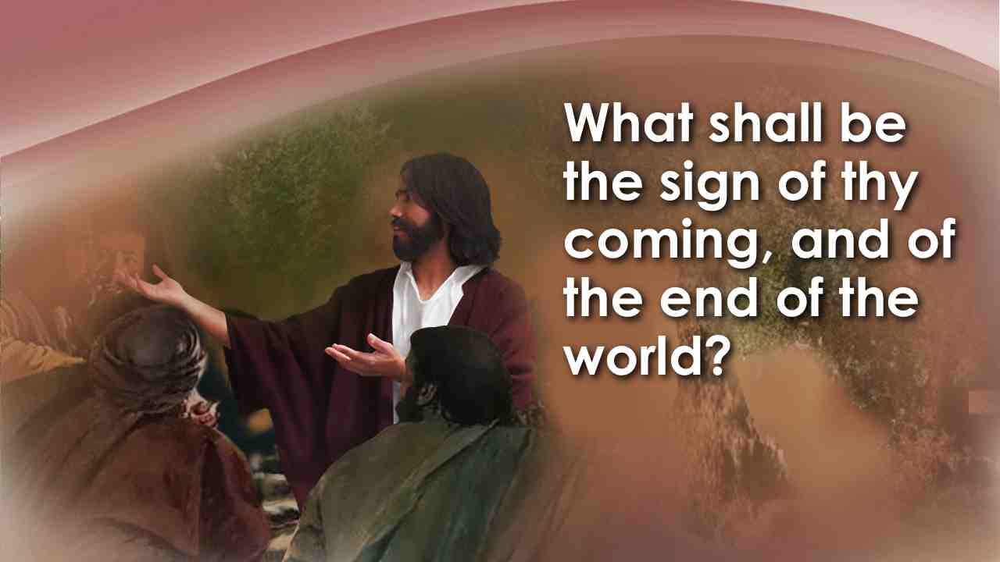 What shall be
the sign of thy
coming, and of
the end of the
world?